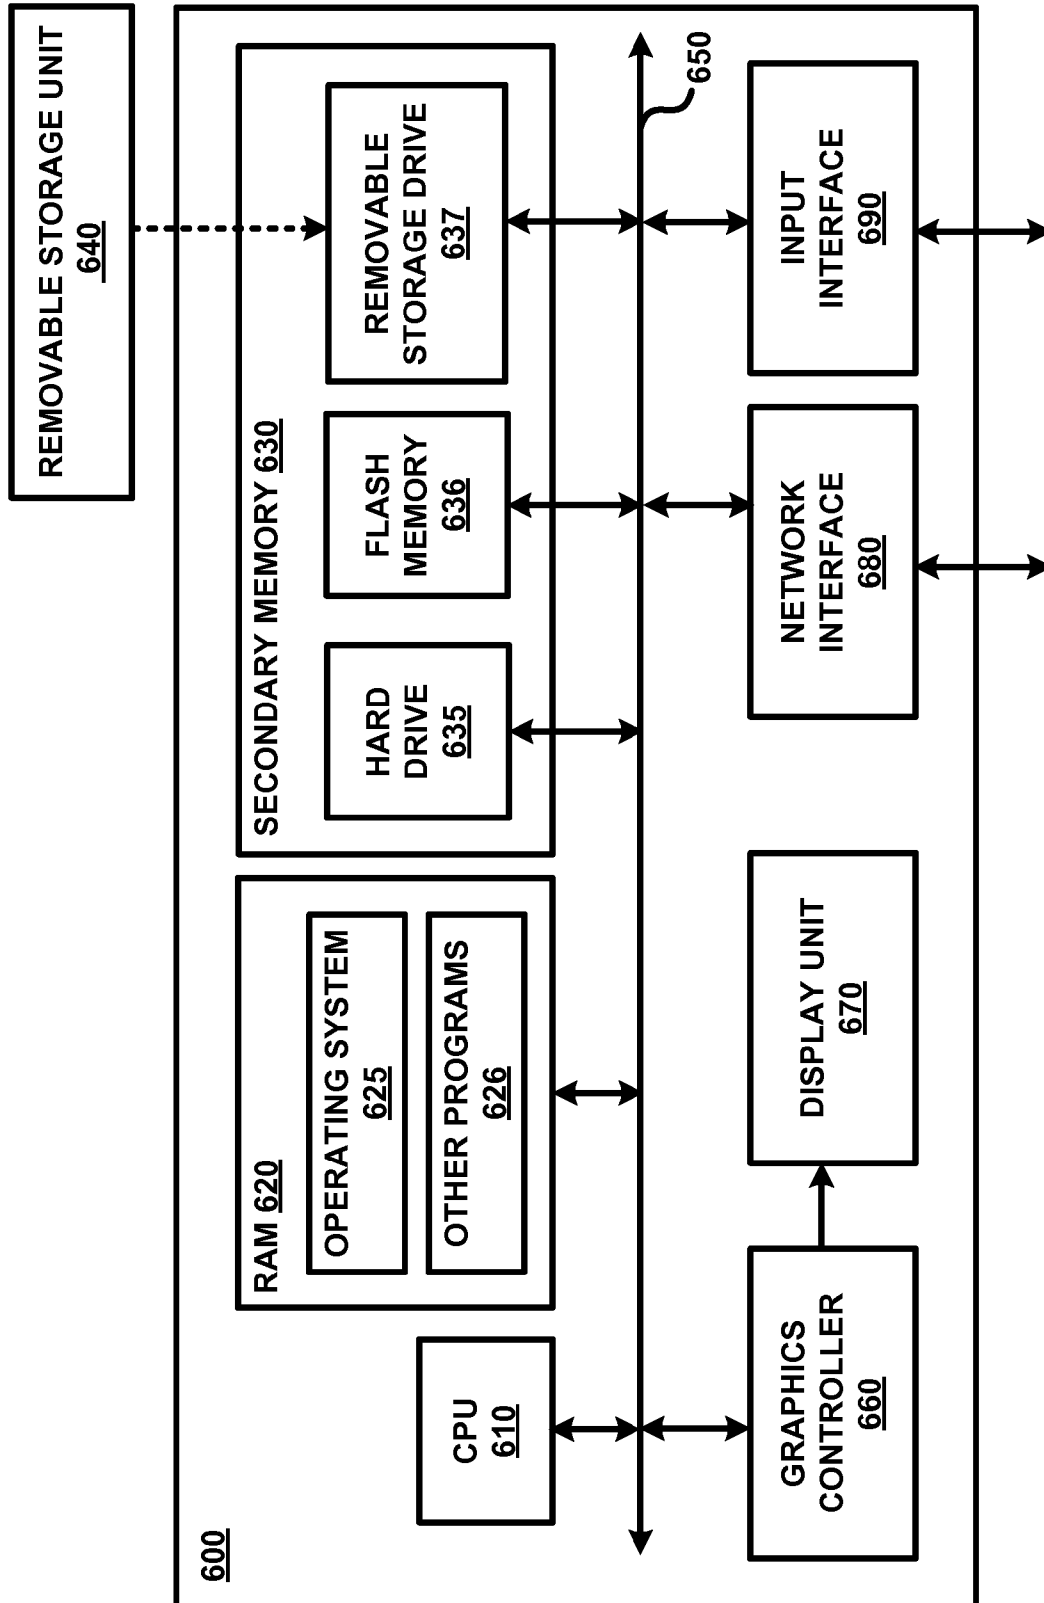 600
CPU
610
RAM 620
OPERATING SYSTEM
625
OTHER PROGRAMS
626
SECONDARY MEMORY 630
HARD
DRIVE
635
FLASH
MEMORY
636
REMOVABLE
STORAGE DRIVE
637
REMOVABLE STORAGE UNIT
640
650
GRAPHICS
CONTROLLER
660
DISPLAY UNIT
670
NETWORK
INTERFACE
680
INPUT
INTERFACE
690